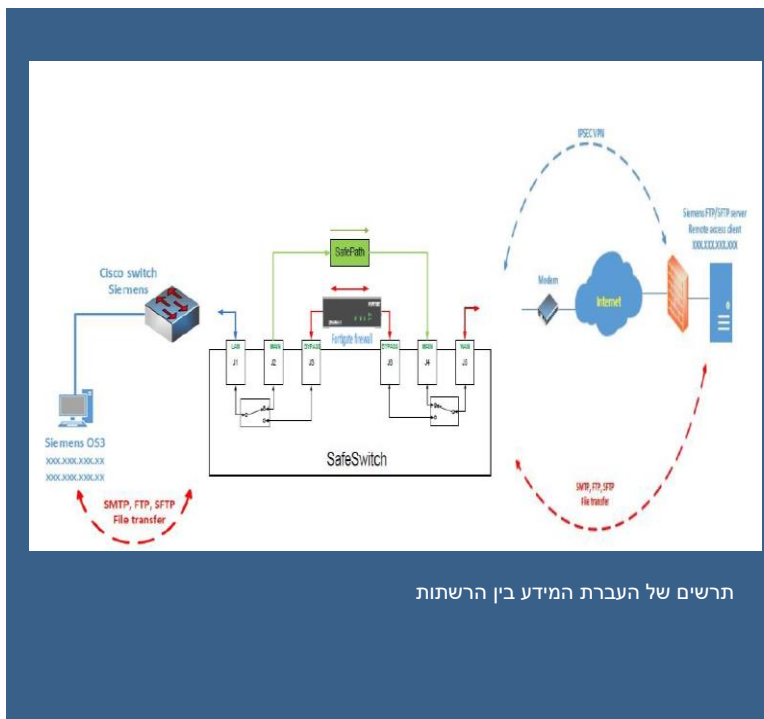 IPSEC VPN
Siemens FTP/SFTP server
Remote access client
XXX.XXX.XXX.XXX
SafePath
Cisco switch
Siemens
Modem
Internet
Fortigate firewall
LAN
J1
MAIN
J2
BYPASS
J3
BYPASS
MAIN
J4
WAN
SafeSwitch
Siemens OS3
xxx.xxx.xxx.xx
xxx.xxx.xxx.xx
SMTP, FTP, SFTP
File transfer
SMTP, FTP, SFTP
File transfer
תרשים של העברת המידע בין הרשתות